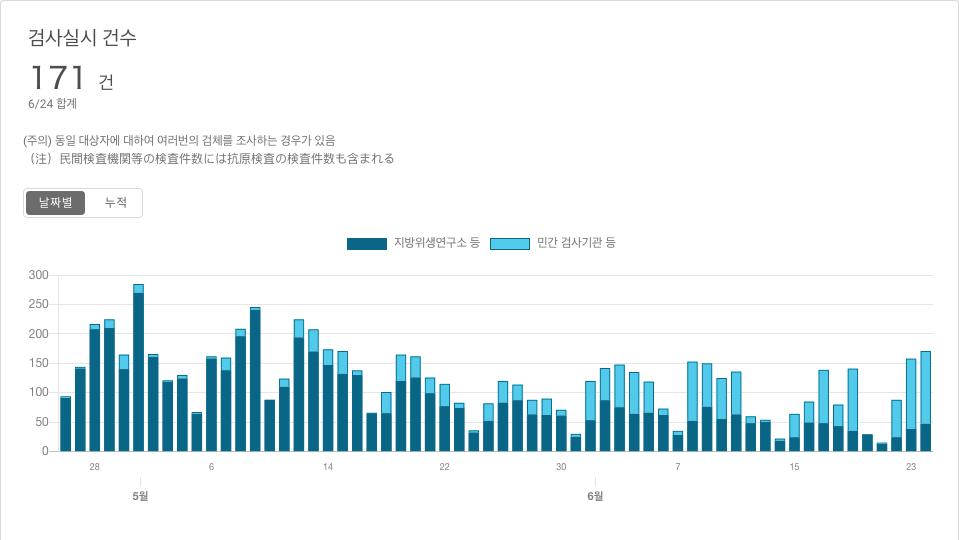 검사실시 건수
171 건
6/24 합계
(주의) 동일 대상자에 대하여 여러번의 검체를 조사하는 경우가 있음
（注）民間検査機関等の検査件数には抗原検査の検査件数も含まれる
날짜별 누적
지방위생연구소 등 민간 검사기관 등
300
250
200
150
100
50
0
28 6 14 22 30 7 15 23
5월 6월